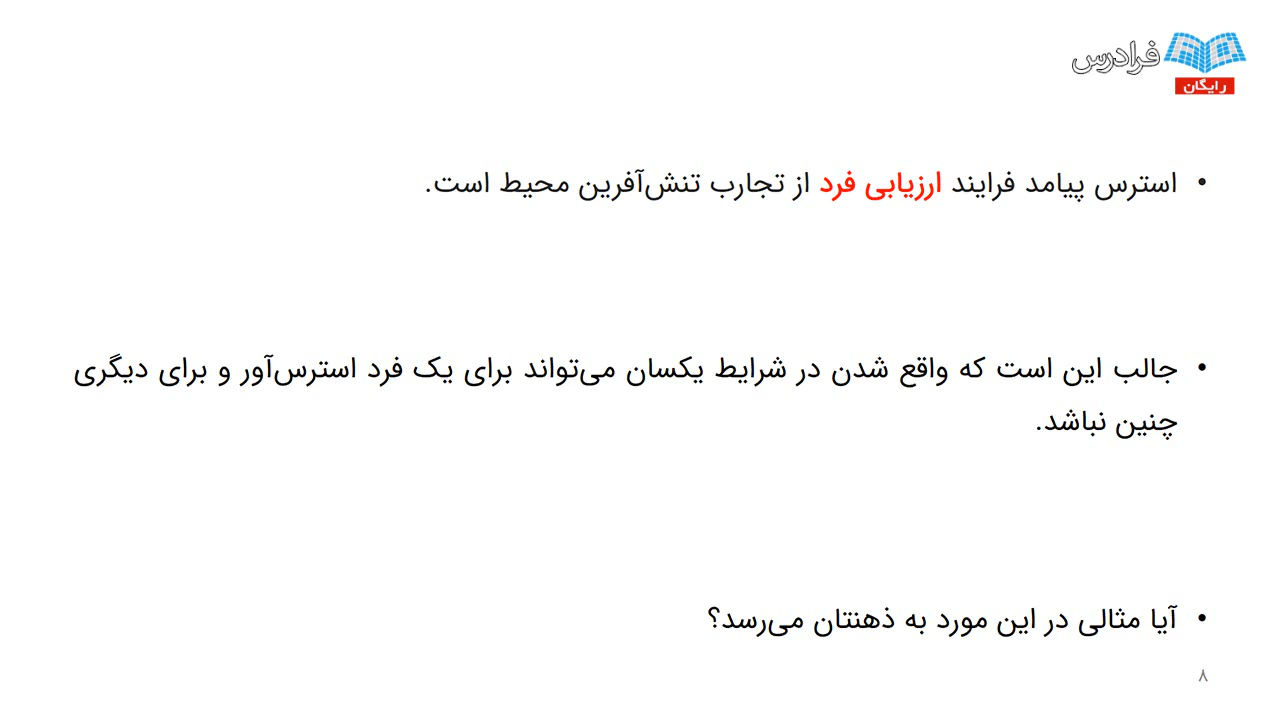 فرادرس
رایگان
• استرس پیامد فرایند ارزیابی فرد از تجارب تنش‌آفرین محیط است.
• جالب این است که واقع شدن در شرایط یکسان می‌تواند برای یک فرد استرس‌آور و برای دیگری
چنین نباشد.
• آیا مثالی در این مورد به ذهنتان می‌رسد؟
۸